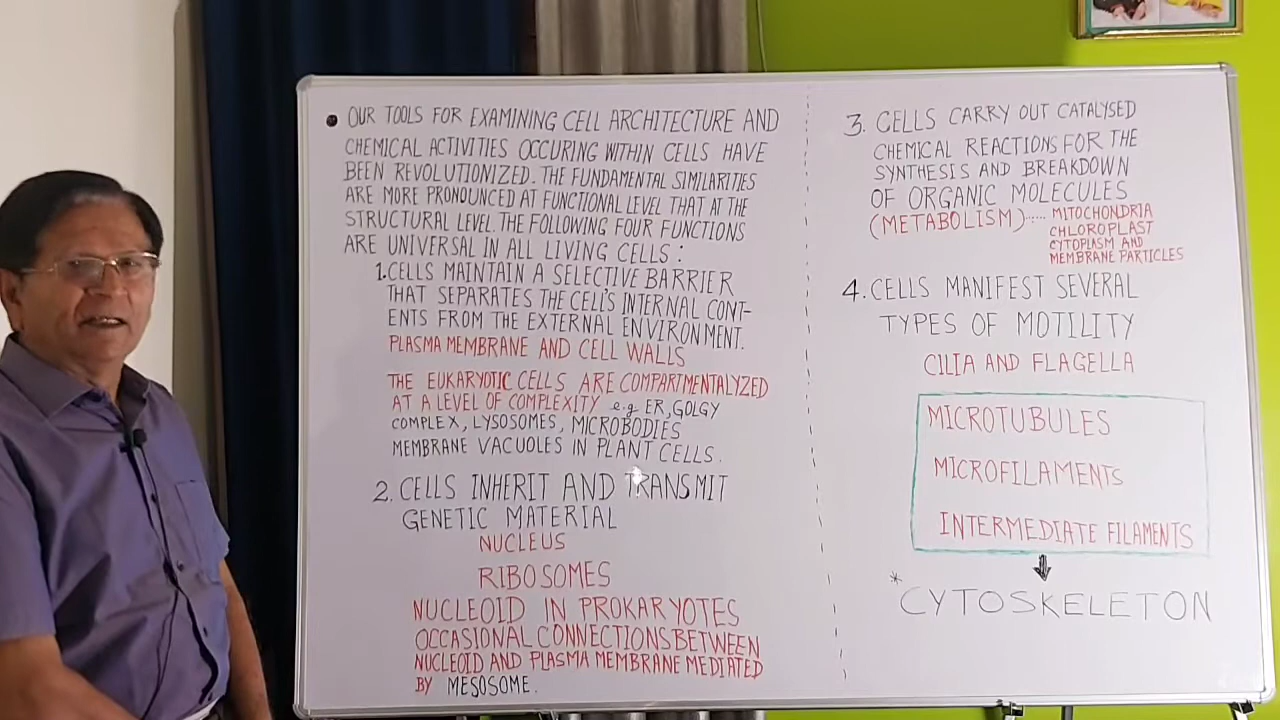 OUR TOOLS FOR EXAMINING CELL ARCHITECTURE AND
CHEMICAL ACTIVITIES OCCURING WITHIN CELLS HAVE
BEEN REVOLUTIONIZED. THE FUNDAMENTAL SIMILARITIES
ARE MORE PRONOUNCED AT FUNCTIONAL LEVEL THAT AT THE
STRUCTURAL LEVEL. THE FOLLOWING FOUR FUNCTIONS
ARE UNIVERSAL IN ALL LIVING CELLS :
1. CELLS MAINTAIN A SELECTIVE BARRIER
THAT SEPARATES THE CELL'S INTERNAL CONT-
ENTS FROM THE EXTERNAL ENVIRONMENT.
PLASMA MEMBRANE AND CELL WALLS
THE EUKARYOTIC CELLS ARE COMPARTMENTALYZED
AT A LEVEL OF COMPLEXITY e.g ER, GOLGY
COMPLEX, LYSOSOMES, MICROBODIES
MEMBRANE VACUOLES IN PLANT CELLS.
2. CELLS INHERIT AND TRANSMIT
GENETIC MATERIAL
NUCLEUS
RIBOSOMES
NUCLEOID IN PROKARYOTES
OCCASIONAL CONNECTIONS BETWEEN
NUCLEOID AND PLASMA MEMBRANE MEDIATED
BY MESOSOME.
3. CELLS CARRY OUT CATALYSED
CHEMICAL REACTIONS FOR THE
SYNTHESIS AND BREAKDOWN
OF ORGANIC MOLECULES
(METABOLISM)····· MITOCHONDRIA
CHLOROPLAST
CYTOPLASM AND
MEMBRANE PARTICLES
4. CELLS MANIFEST SEVERAL
TYPES OF MOTILITY
CILIA AND FLAGELLA
MICROTUBULES
MICROFILAMENTS
INTERMEDIATE FILAMENTS
* CYTOSKELETON